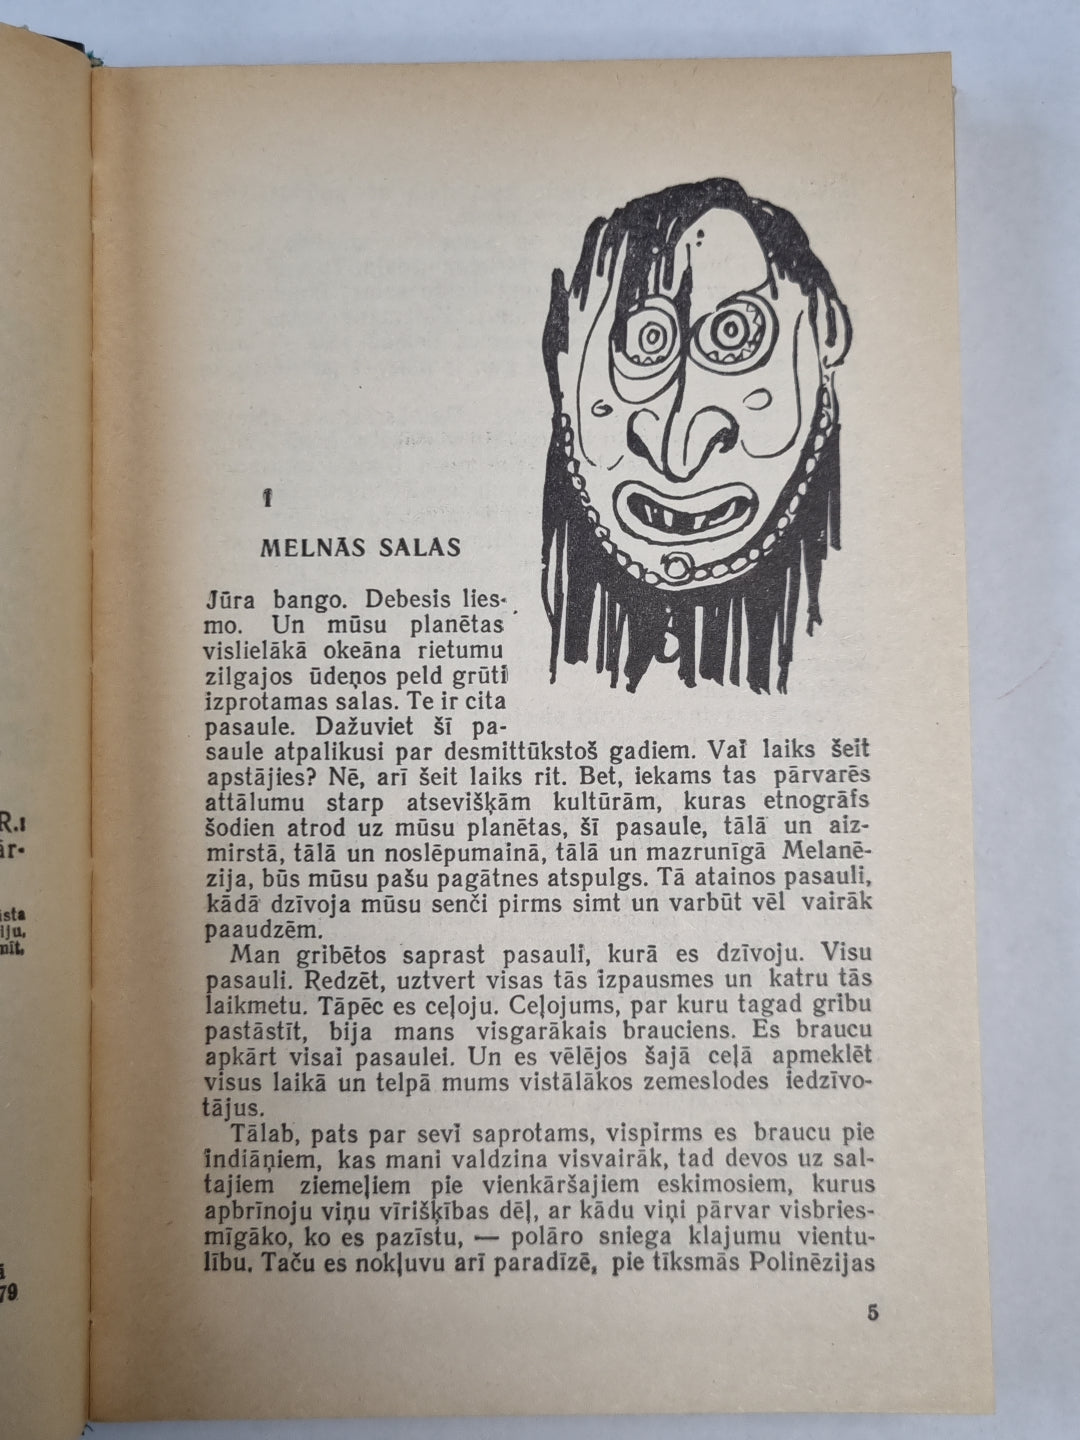 R.:
ār-
ista
iju.
nīt.
ā
79
1
MELNĀS SALAS
Jūra bango. Debesis lies-
mo. Un mūsu planētas
vislielākā okeāna rietumu
zilgajos ūdeņos peld grūti
izprotamas salas. Te ir cita
pasaule. Dažuviet šī pa-
saule atpalikusi par desmittūkstoš gadiem. Vai laiks šeit
apstājies? Nē, arī šeit laiks rit. Bet, iekams tas pārvarēs
attālumu starp atsevišķām kultūrām, kuras etnogrāfs
šodien atrod uz mūsu planētas, šī pasaule, tālā un aiz-
mirstā, tālā un noslēpumainā, tālā un mazrunīgā Melanē-
zija, būs mūsu pašu pagātnes atspulgs. Tā atainos pasauli,
kādā dzīvoja mūsu senči pirms simt un varbūt vēl vairāk
paaudzēm.
Man gribētos saprast pasauli, kurā es dzīvoju. Visu
pasauli. Redzēt, uztvert visas tās izpausmes un katru tās
laikmetu. Tāpēc es ceļoju. Ceļojums, par kuru tagad gribu
pastāstīt, bija mans visgarākais brauciens. Es braucu
apkārt visai pasaulei. Un es vēlējos šajā ceļā apmeklēt
visus laikā un telpā mums vistālākos zemeslodes iedzīvo-
tājus.
Tālab, pats par sevi saprotams, vispirms es braucu pie
indiāņiem, kas mani valdzina visvairāk, tad devos uz sal-
tajiem ziemeļiem pie vienkāršajiem eskimosiem, kurus
apbrīnoju viņu vīrišķības dēļ, ar kādu viņi pārvar visbries-
mīgāko, ko es pazīstu, — polāro sniega klajumu vientu-
lību. Taču es nokļuvu arī paradīzē, pie tīksmās Polinēzijas
5